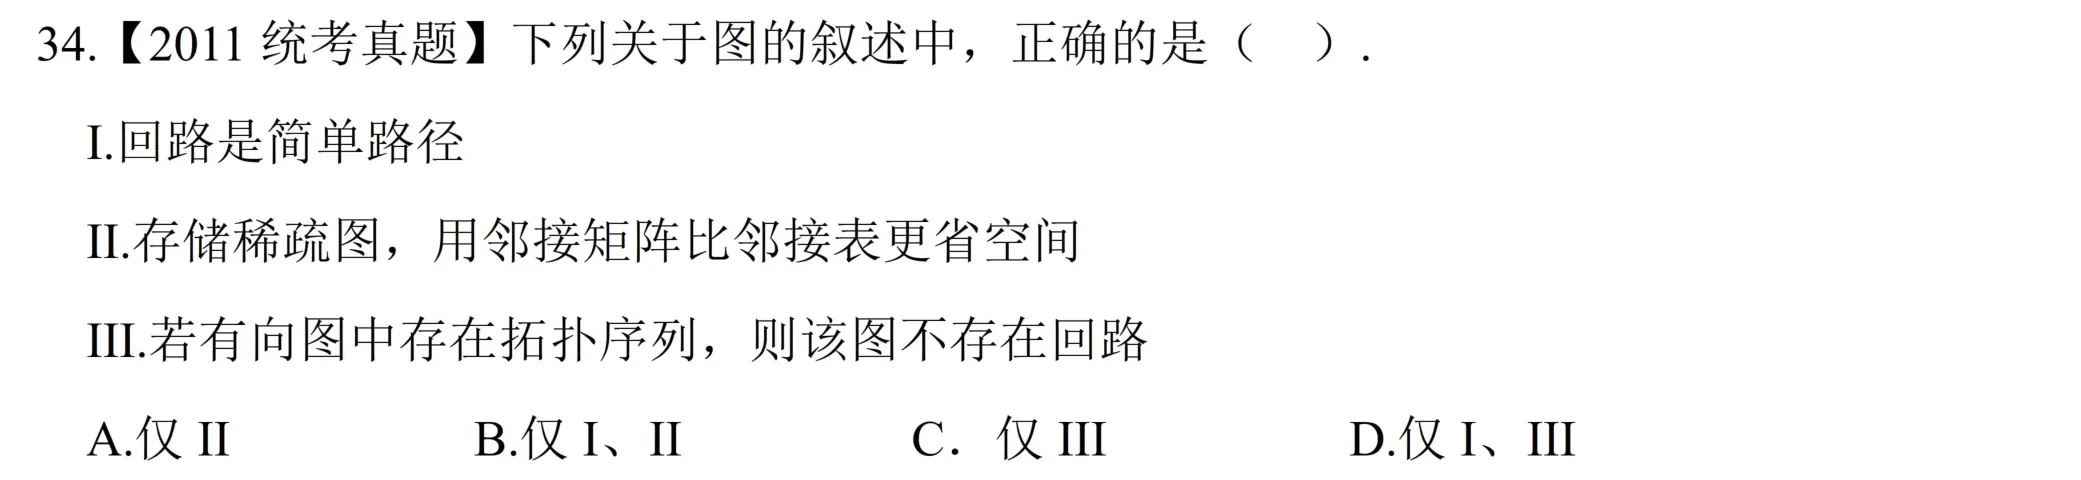 34.【2011 统考真题】下列关于图的叙述中，正确的是（    ）.
I.回路是简单路径
II.存储稀疏图，用邻接矩阵比邻接表更省空间
III.若有向图中存在拓扑序列，则该图不存在回路
A.仅 II    B.仅 I、II    C．仅 III    D.仅 I、III